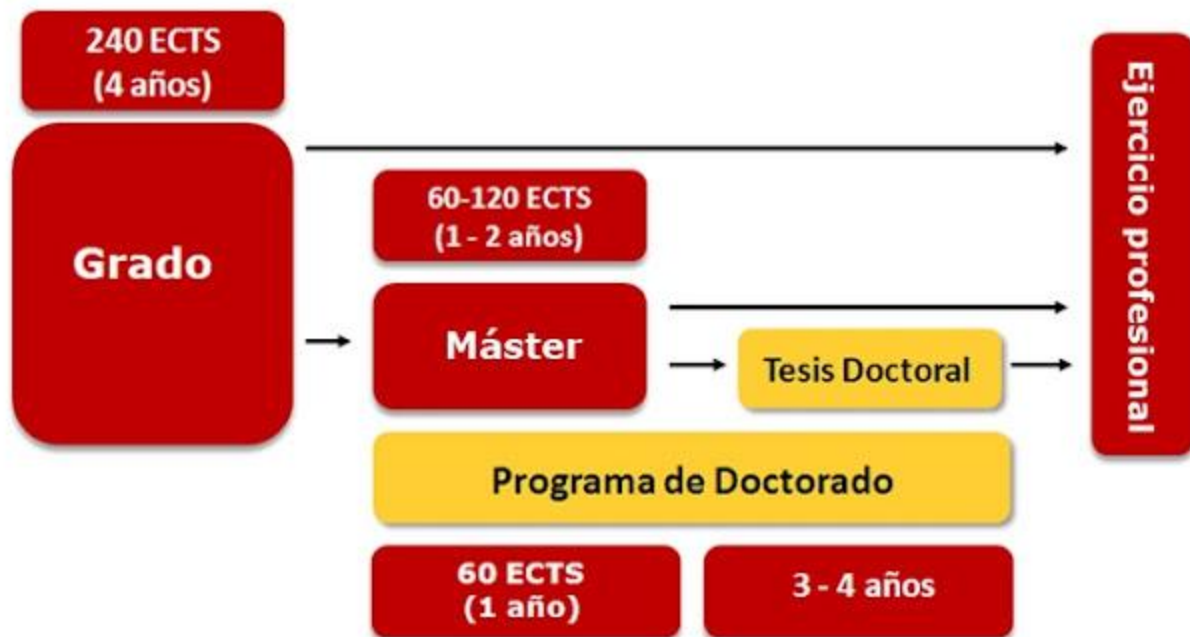 240 ECTS
(4 años)
Grado
60-120 ECTS
(1 - 2 años)
Máster
Tesis Doctoral
Ejercicio profesional
Programa de Doctorado
60 ECTS
(1 año)
3 - 4 años